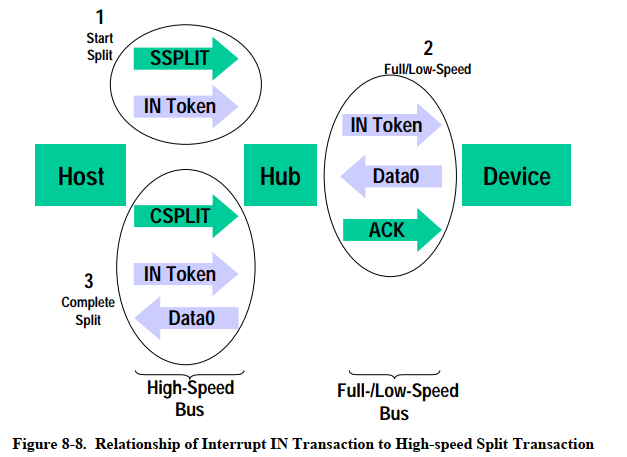 1
Start
Split
SSPLIT
IN Token
2
Full/Low-Speed
IN Token
Data0
ACK
Host
Hub
Device
CSPLIT
IN Token
Data0
3
Complete
Split
High-Speed
Bus
Full-/Low-Speed
Bus
Figure 8-8. Relationship of Interrupt IN Transaction to High-speed Split Transaction